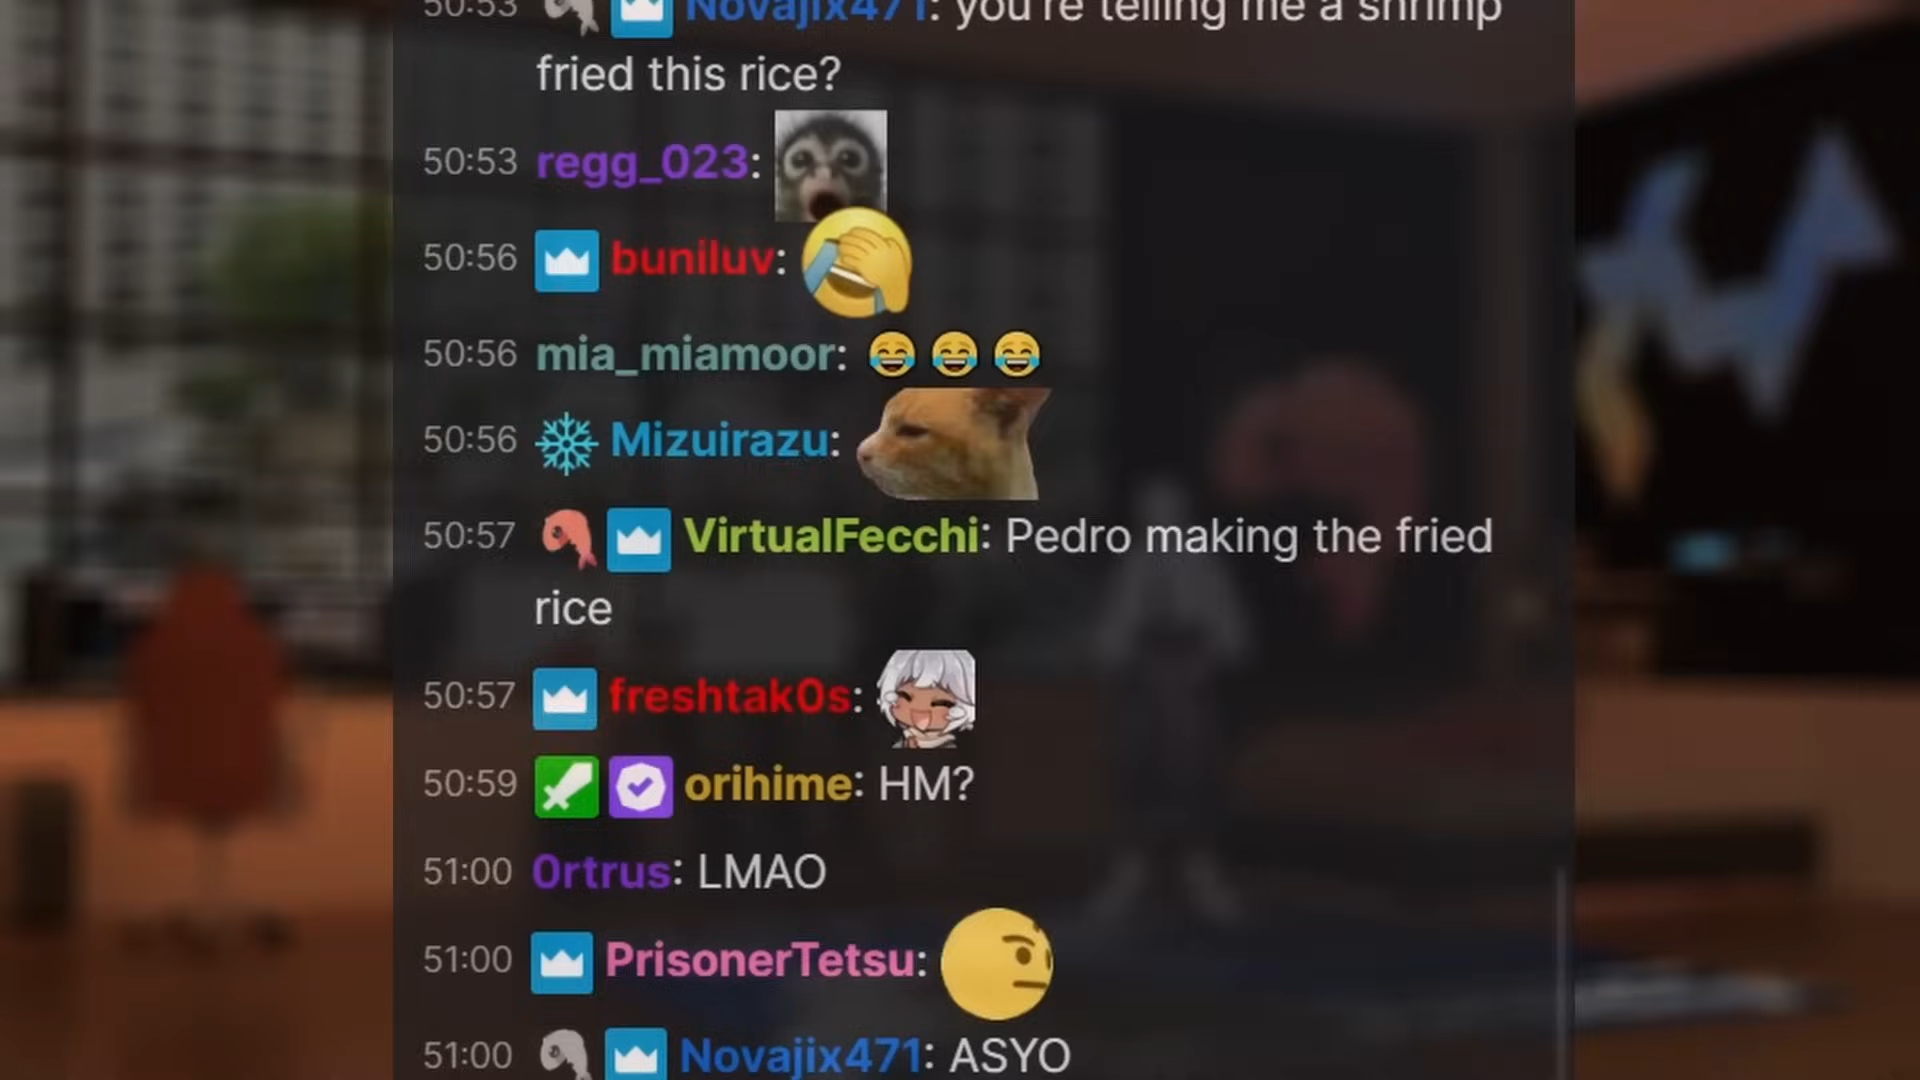 50:53 Novajix471: you're telling me a shrimp
fried this rice?
50:53 regg_023:
50:56 buniluv:
50:56 mia_miamoor: 😂 😂 😂
50:56 Mizuirazu:
50:57 VirtualFecchi: Pedro making the fried
rice
50:57 freshtak0s:
50:59 orihime: HM?
51:00 0rtrus: LMAO
51:00 PrisonerTetsu:
51:00 Novajix471: ASYO